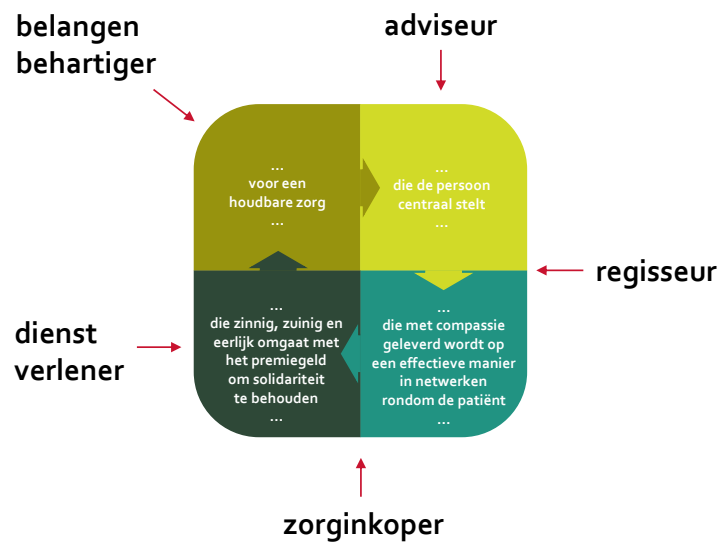 belangen
behartiger
adviseur
...
voor een
houdbare zorg
...
...
die de persoon
centraal stelt
...
regisseur
dienst
verlener
...
die zinnig, zuinig en
eerlijk omgaat met
het premiegeld
om solidariteit
te behouden
...
...
die met compassie
geleverd wordt op
een effectieve manier
in netwerken
rondom de patiënt
...
zorginkoper